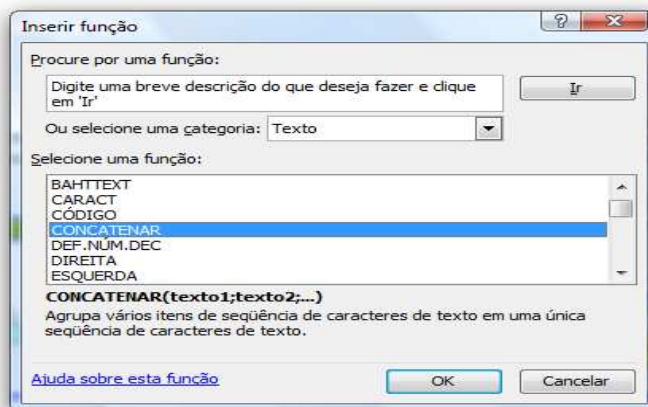 Inserir função
Procure por uma função:
Digite uma breve descrição do que deseja fazer e clique
em 'Ir'
Ir
Ou selecione uma categoria: Texto
Selecione uma função:
BAHTTEXT
CARACT
CÓDIGO
CONCATENAR
DEF.NÚM.DEC
DIREITA
ESQUERDA
CONCATENAR(texto1;texto2;...)
Agrupa vários itens de seqüência de caracteres de texto em uma única
seqüência de caracteres de texto.
Ajuda sobre esta função
OK
Cancelar